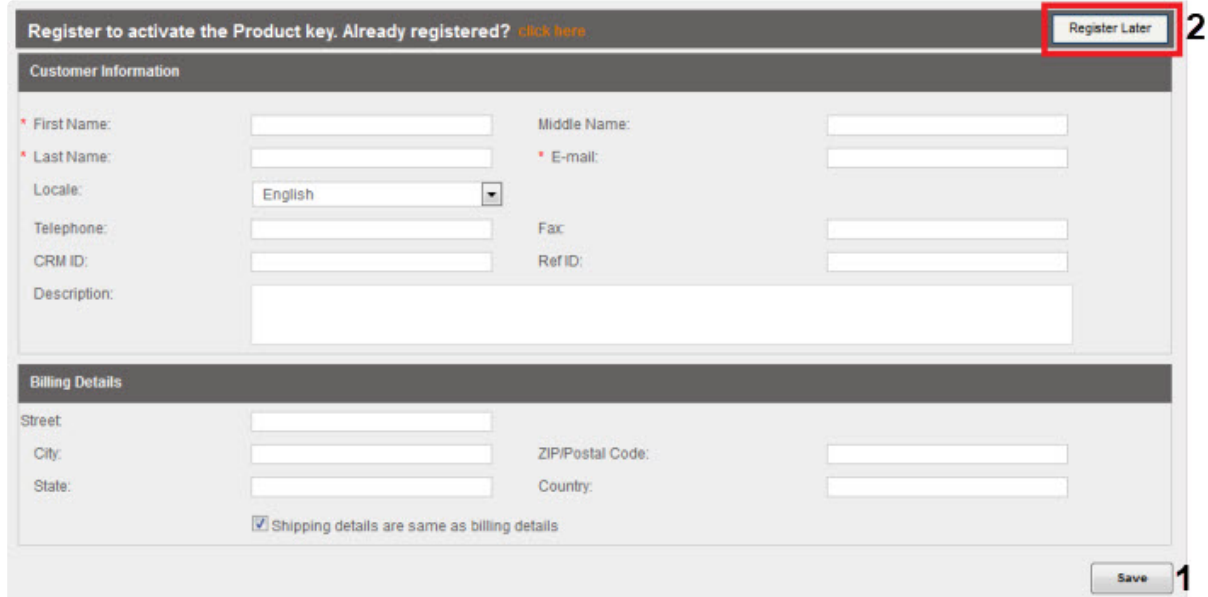 Register to activate the Product key. Already registered? click here Register Later 2
Customer Information
* First Name: Middle Name:
* Last Name: * E-mail:
Locale: English
Telephone: Fax:
CRM ID: Ref ID:
Description:
Billing Details
Street:
City: ZIP/Postal Code:
State: Country:
Shipping details are same as billing details
Save 1